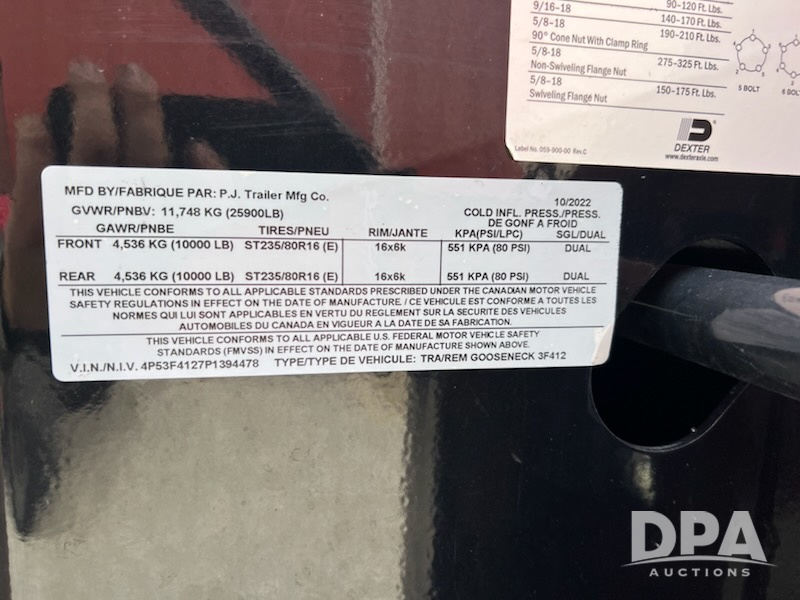 9/16-18 90-120 Ft. Lbs.
5/8-18 140-170 Ft. Lbs.
90° Cone Nut With Clamp Ring 190-210 Ft. Lbs.
5/8-18
Non-Swiveling Flange Nut 275-325 Ft. Lbs.
5/8-18
Swiveling Flange Nut 150-175 Ft. Lbs.
5 BOLT
6 BOL
Label No. 059-900-00 Rev.C
DEXTER
www.dexteraxle.com
MFD BY/FABRIQUE PAR: P.J. Trailer Mfg Co. 10/2022
GVWR/PNBV: 11,748 KG (25900LB) COLD INFL. PRESS./PRESS.
DE GONF A FROID
GAWR/PNBE TIRES/PNEU RIM/JANTE KPA(PSI/LPC) SGL/DUAL
FRONT 4,536 KG (10000 LB) ST235/80R16 (E) 16x6k 551 KPA (80 PSI) DUAL
REAR 4,536 KG (10000 LB) ST235/80R16 (E) 16x6k 551 KPA (80 PSI) DUAL
THIS VEHICLE CONFORMS TO ALL APPLICABLE STANDARDS PRESCRIBED UNDER THE CANADIAN MOTOR VEHICLE
SAFETY REGULATIONS IN EFFECT ON THE DATE OF MANUFACTURE. / CE VEHICULE EST CONFORME A TOUTES LES
NORMES QUI LUI SONT APPLICABLES EN VERTU DU REGLEMENT SUR LA SECURITE DES VEHICULES
AUTOMOBILES DU CANADA EN VIGUEUR A LA DATE DE SA FABRICATION.
THIS VEHICLE CONFORMS TO ALL APPLICABLE U.S. FEDERAL MOTOR VEHICLE SAFETY
STANDARDS (FMVSS) IN EFFECT ON THE DATE OF MANUFACTURE SHOWN ABOVE.
V.I.N./N.I.V. 4P53F4127P1394478 TYPE/TYPE DE VEHICULE: TRA/REM GOOSENECK 3F412
DPA
AUCTIONS